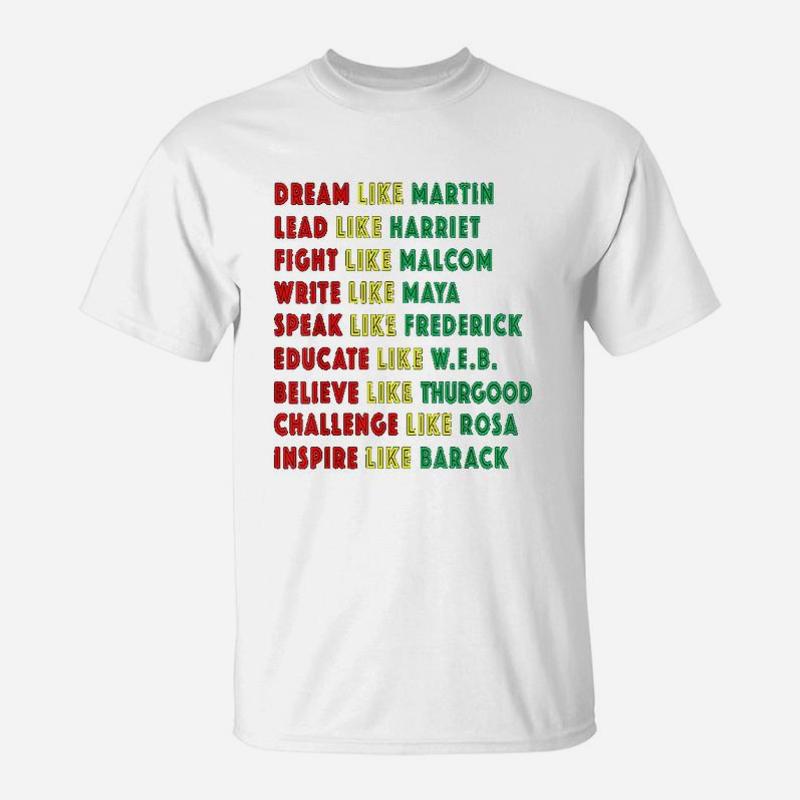 DREAM LIKE MARTIN
LEAD LIKE HARRIET
FIGHT LIKE MALCOM
WRITE LIKE MAYA
SPEAK LIKE FREDERICK
EDUCATE LIKE W.E.B.
BELIEVE LIKE THURGOOD
CHALLENGE LIKE ROSA
INSPIRE LIKE BARACK